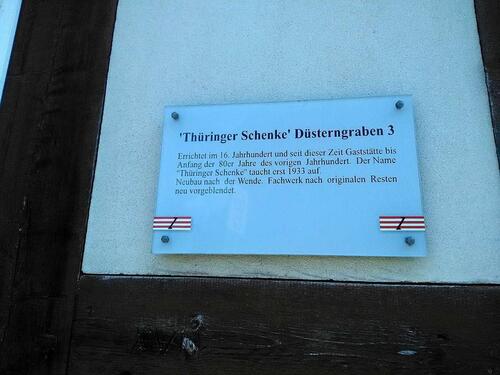 'Thüringer Schenke' Düsterngraben 3
Errichtet im 16. Jahrhundert und seit dieser Zeit Gaststätte bis
Anfang der 80er Jahre des vorigen Jahrhundert. Der Name
"Thüringer Schenke" taucht erst 1933 auf.
Neubau nach der Wende. Fachwerk nach originalen Resten
neu vorgeblendet.